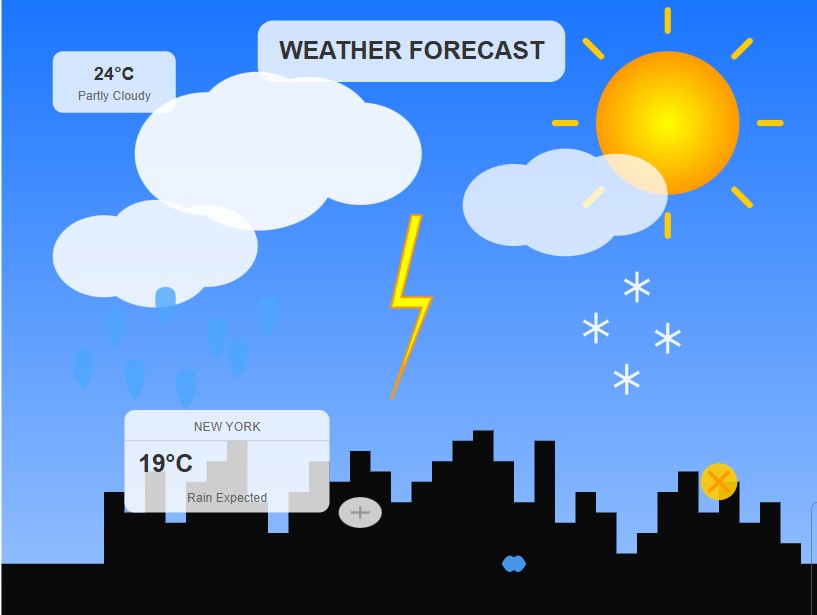 WEATHER FORECAST
24°C
Partly Cloudy
NEW YORK
19°C
Rain Expected